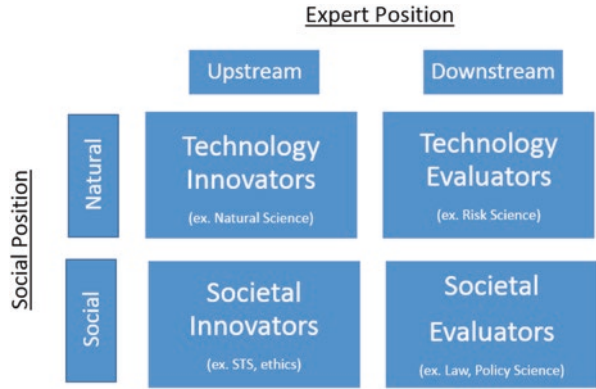 Expert Position
Upstream
Downstream
Social Position
Natural
Technology
Innovators
(ex. Natural Science)
Technology
Evaluators
(ex. Risk Science)
Social
Societal
Innovators
(ex. STS, ethics)
Societal
Evaluators
(ex. Law, Policy Science)